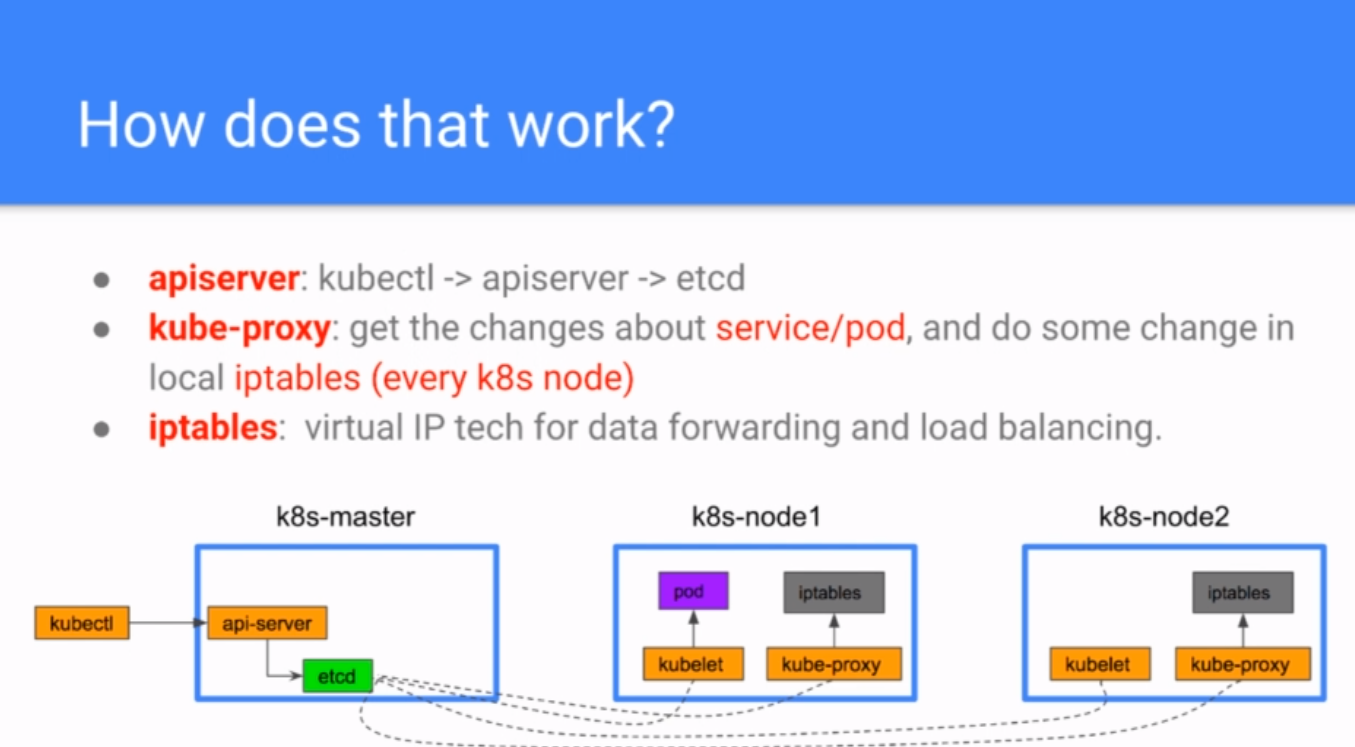 How does that work?
● apiserver: kubectl -> apiserver -> etcd
● kube-proxy: get the changes about service/pod, and do some change in
local iptables (every k8s node)
● iptables: virtual IP tech for data forwarding and load balancing.
k8s-master
k8s-node1
k8s-node2
kubectl
api-server
etcd
pod
iptables
kubelet
kube-proxy
iptables
kubelet
kube-proxy